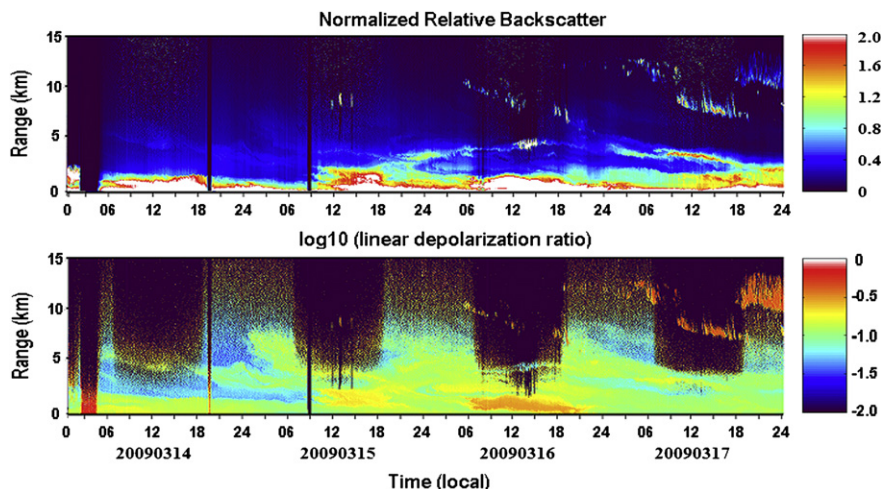 Normalized Relative Backscatter
Range (km)
15
10
5
0
0 06 12 18 24 06 12 18 24 06 12 18 24 06 12 18 24
2.0
1.6
1.2
0.8
0.4
0
log10 (linear depolarization ratio)
Range (km)
15
10
5
0
0 06 12 18 24 06 12 18 24 06 12 18 24 06 12 18 24
0
-0.5
-1.0
-1.5
-2.0
20090314 20090315 20090316 20090317
Time (local)